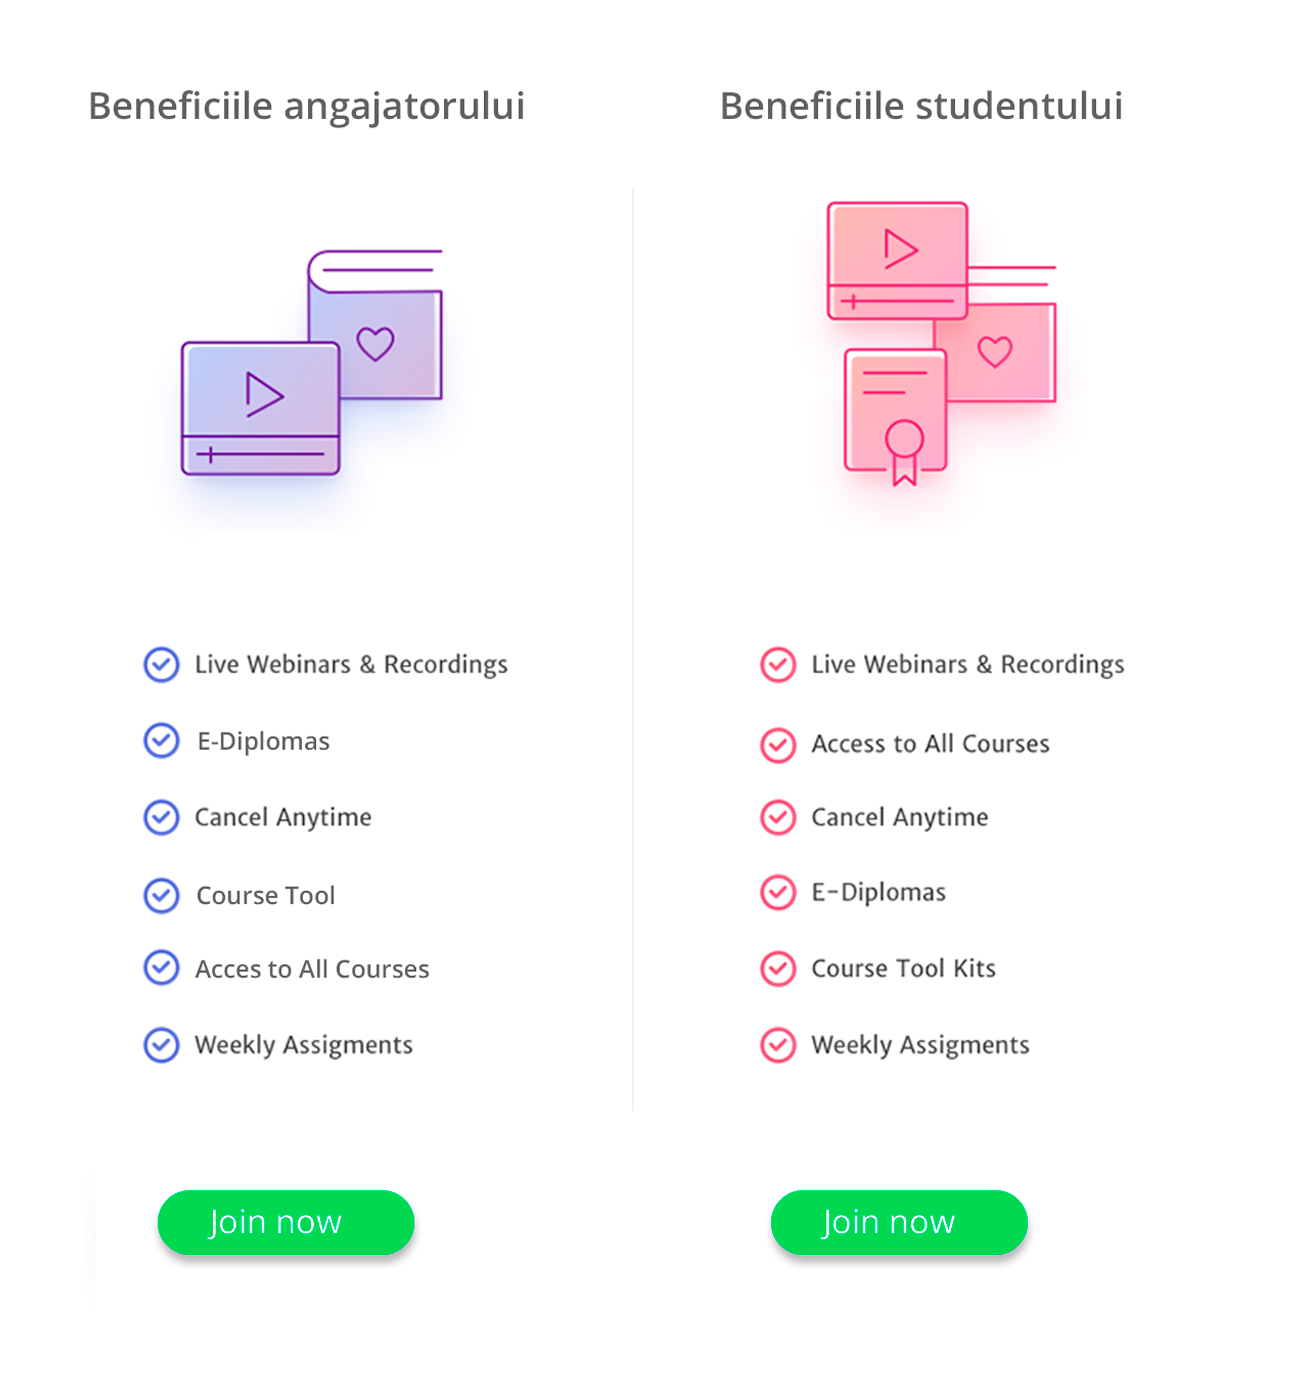 Beneficiile angajatorului
Live Webinars & Recordings
E-Diplomas
Cancel Anytime
Course Tool
Acces to All Courses
Weekly Assigments
Join now
Beneficiile studentului
Live Webinars & Recordings
Access to All Courses
Cancel Anytime
E-Diplomas
Course Tool Kits
Weekly Assigments
Join now